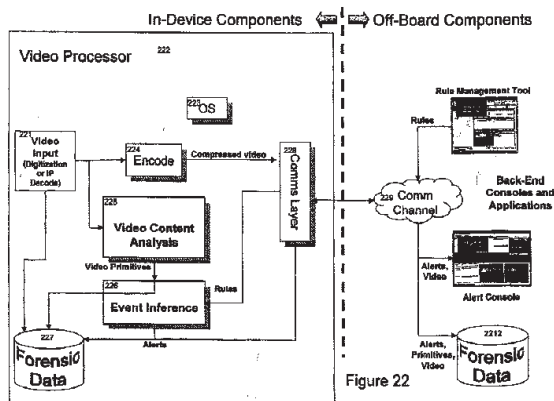 In-Device Components
Off-Board Components
Video Processor
222
223
OS
221
Video
Input
(Digitization
or IP
Decode)
224
Encode
Compressed video
228
Comms Layer
225
Video Content
Analysis
Video Primitives
226
Event Inference
Rules
Alerts
227
Forensic
Data
Rule Management Tool
Rules
229
Comm
Channel
Back-End
Consoles and
Applications
Alerts,
Video
Alert Console
Alerts,
Primitives,
Video
2212
Forensic
Data
Figure 22